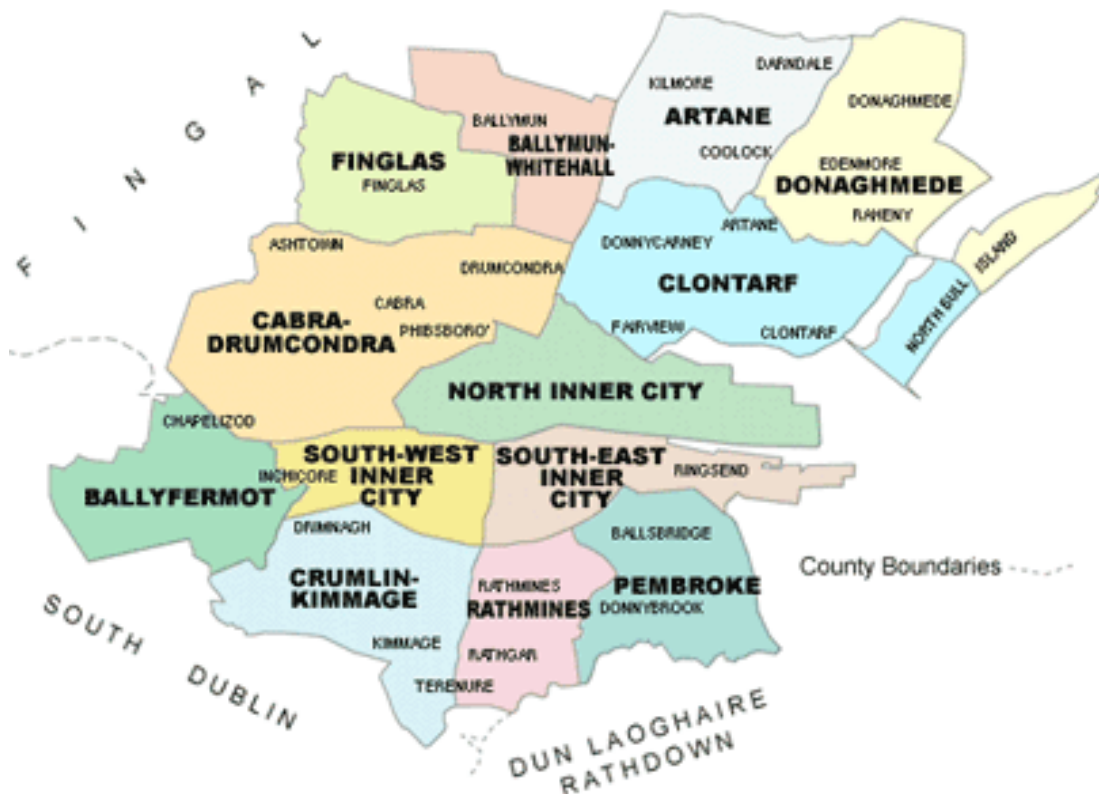 FINGAL
DARNDALE
KILMORE
ARTANE
COOLOCK
DONAGHMEDE
EDENMORE
DONAGHMEDE
RAHENY
BALLYMUN
BALLYMUN-
WHITEHALL
FINGLAS
FINGLAS
ARTANE
DONNYCARNEY
CLONTARF
FAIRVIEW
CLONTARF
ISLAND
NORTH BULL
ASHTOWN
DRUMCONDRA
CABRA
CABRA-
DRUMCONDRA
PHIBSBORO'
NORTH INNER CITY
CHAPELIZOD
INCHICORE
BALLYFERMOT
SOUTH-WEST
INNER
CITY
SOUTH-EAST
INNER
CITY
RINGSEND
DRIMNAGH
CRUMLIN-
KIMMAGE
KIMMAGE
TERENURE
RATHMINES
RATHMINES
RATHGAR
BALLSBRIDGE
PEMBROKE
DONNYBROOK
County Boundaries
SOUTH DUBLIN
DUN LAOGHAIRE
RATHDOWN